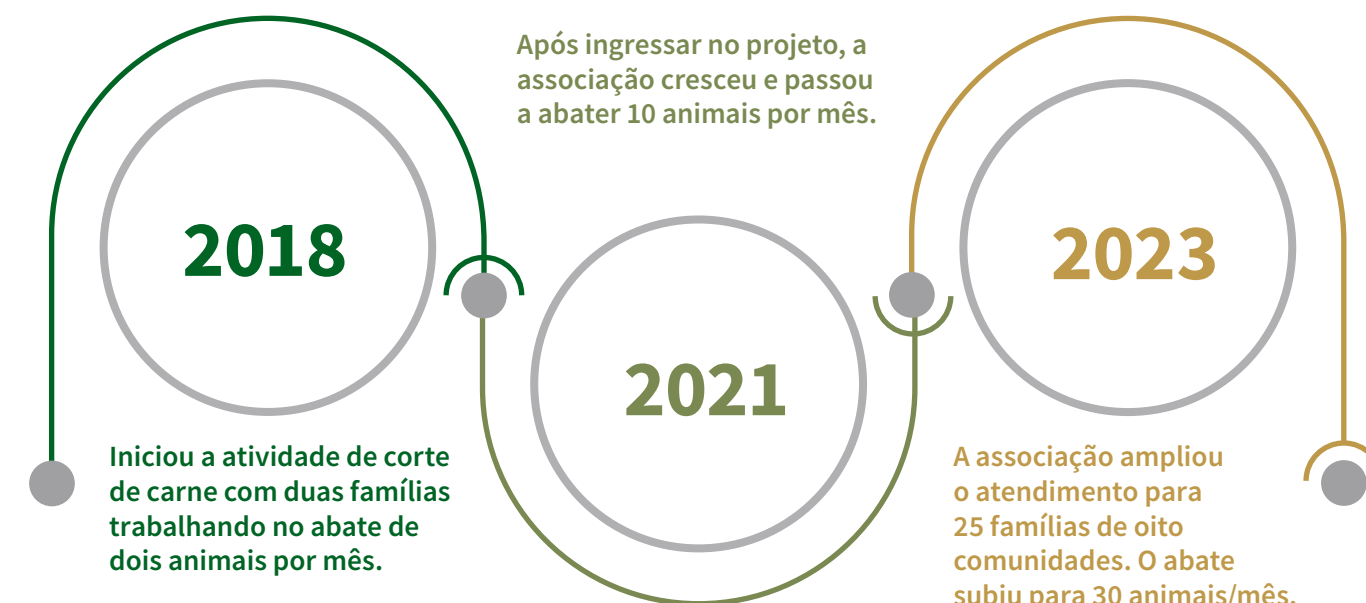 2018
Iniciou a atividade de corte
de carne com duas famílias
trabalhando no abate de
dois animais por mês.
Após ingressar no projeto, a
associação cresceu e passou
a abater 10 animais por mês.
2021
2023
A associação ampliou
o atendimento para
25 famílias de oito
comunidades. O abate
subiu para 30 animais/mês.